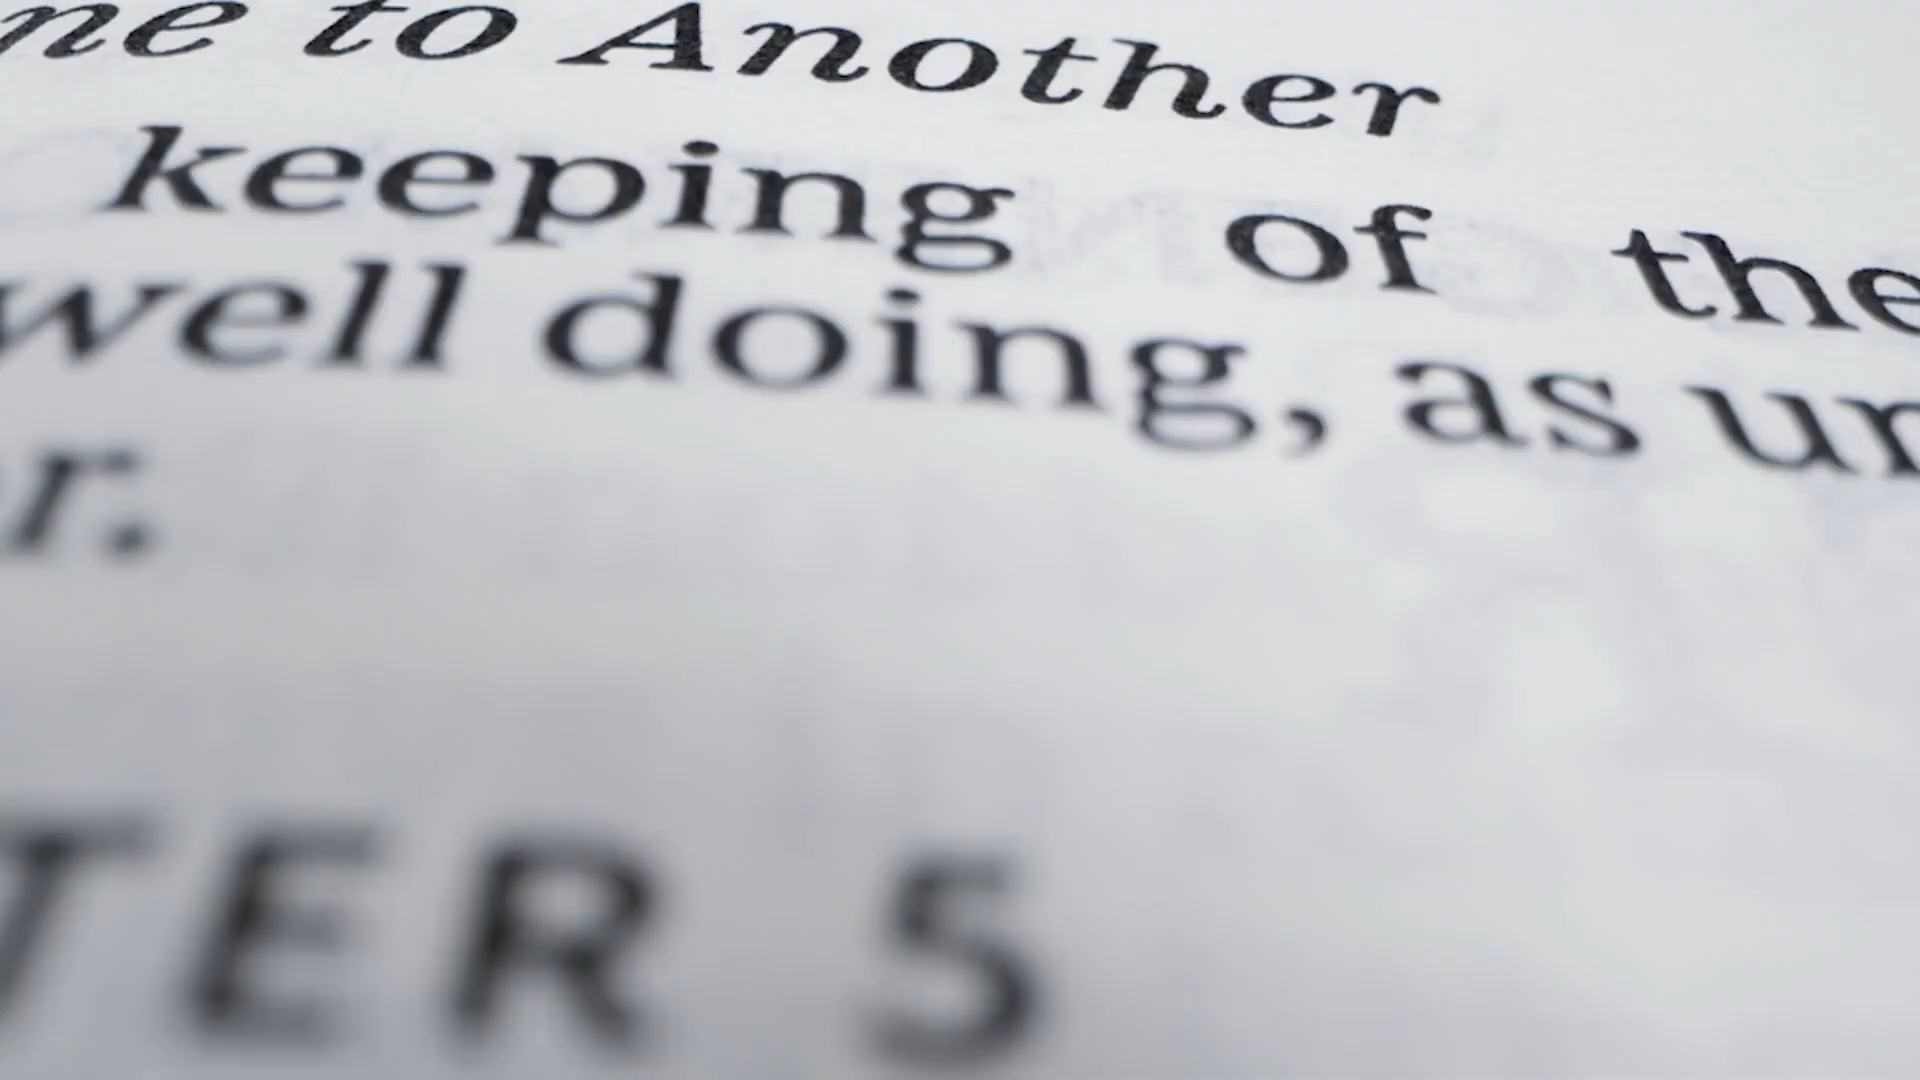 ne to Another
keeping of the
well doing, as un
r.
TER 5